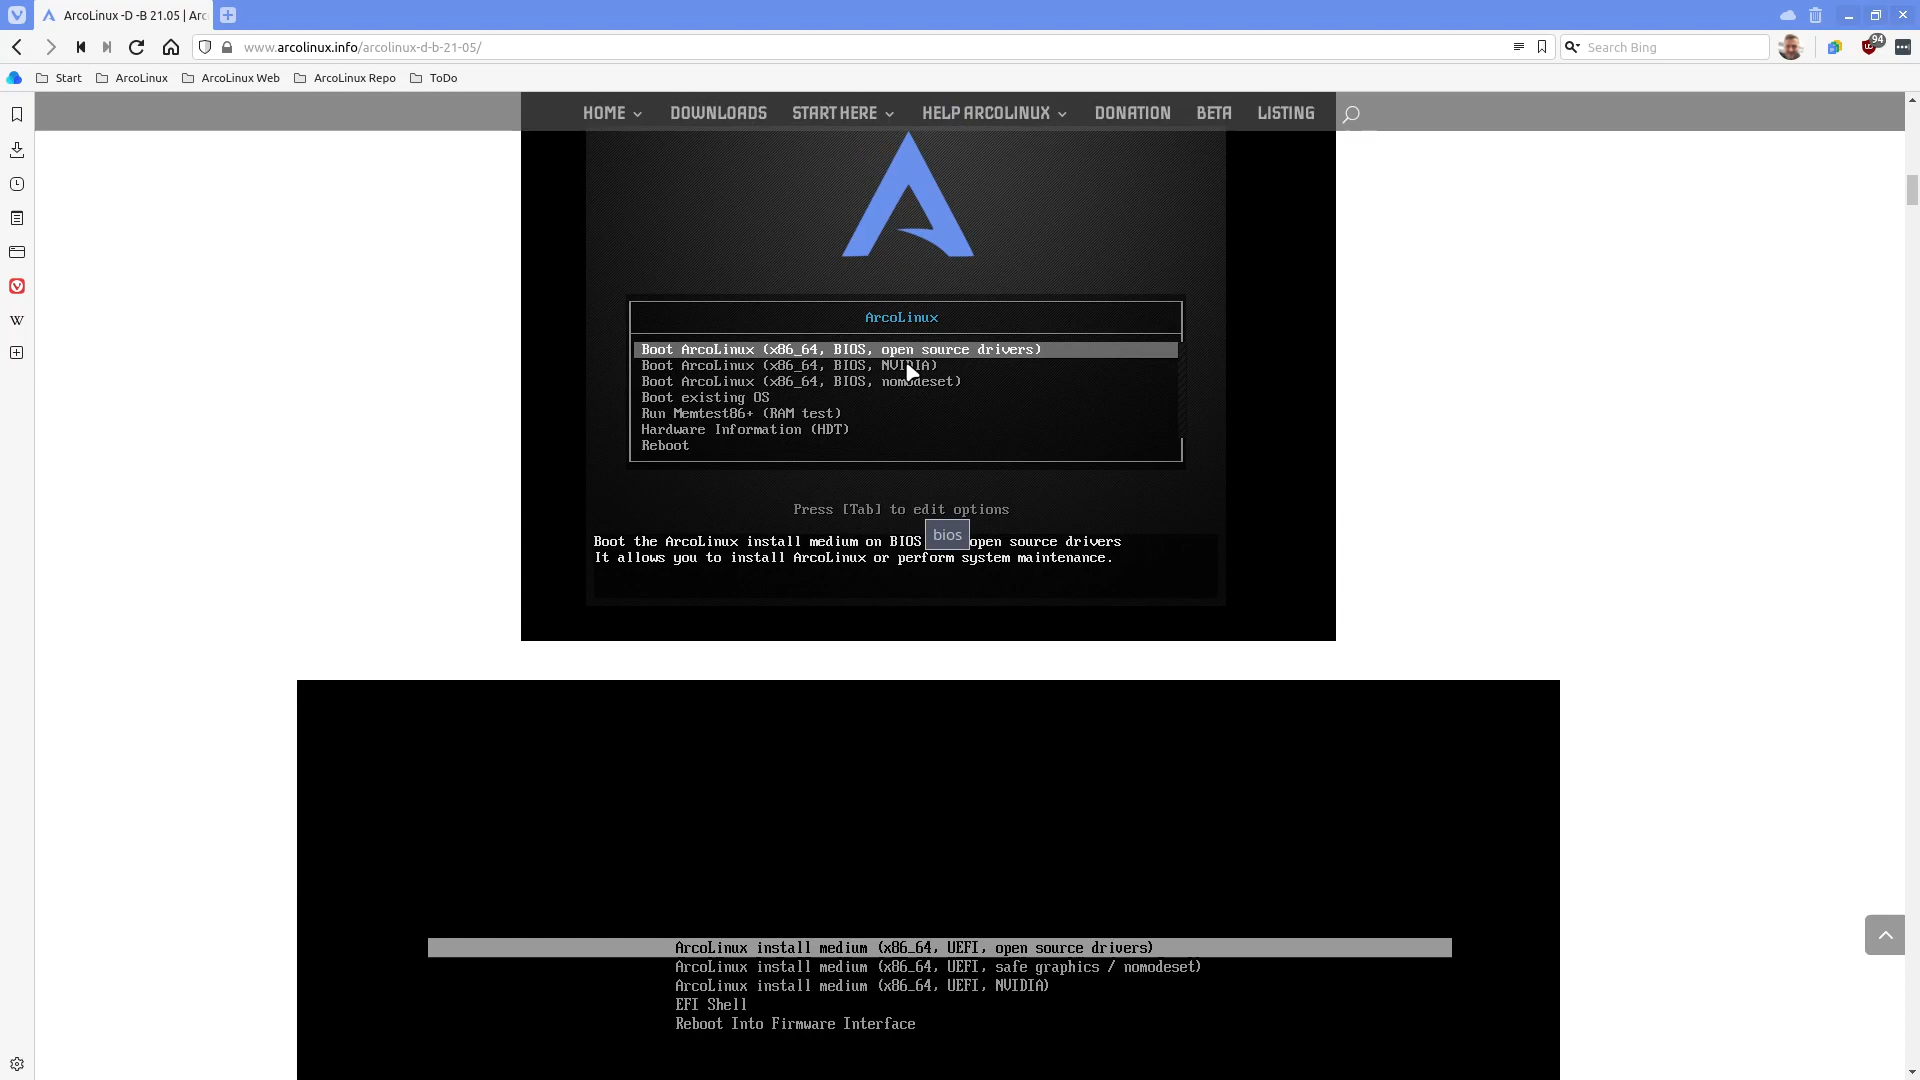 ArcoLinux -D -B 21.05 | Arc
www.arcolinux.info/arcolinux-d-b-21-05/
Search Bing
94
Start
ArcoLinux
ArcoLinux Web
ArcoLinux Repo
ToDo
HOME
DOWNLOADS
START HERE
HELP ARCOLINUX
DONATION
BETA
LISTING
W
ArcoLinux
Boot ArcoLinux (x86_64, BIOS, open source drivers)
Boot ArcoLinux (x86_64, BIOS, NVIDIA)
Boot ArcoLinux (x86_64, BIOS, nomodeset)
Boot existing OS
Run Memtest86+ (RAM test)
Hardware Information (HDT)
Reboot
Press [Tab] to edit options
Boot the ArcoLinux install medium on BIOS open source drivers
bios
It allows you to install ArcoLinux or perform system maintenance.
ArcoLinux install medium (x86_64, UEFI, open source drivers)
ArcoLinux install medium (x86_64, UEFI, safe graphics / nomodeset)
ArcoLinux install medium (x86_64, UEFI, NVIDIA)
EFI Shell
Reboot Into Firmware Interface